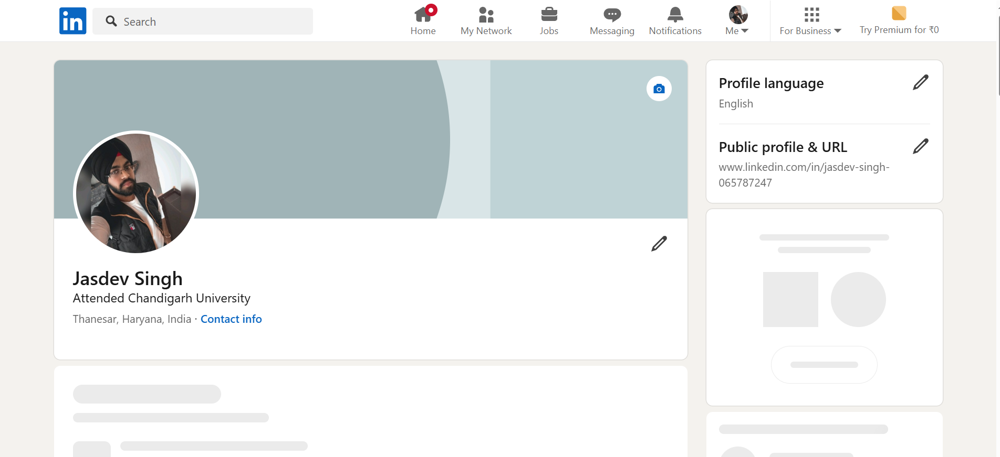 in
Search
Home
My Network
Jobs
Messaging
Notifications
Me
For Business
Try Premium for ₹0
Profile language
English
Public profile & URL
www.linkedin.com/in/jasdev-singh-
065787247
Jasdev Singh
Attended Chandigarh University
Thanesar, Haryana, India · Contact info